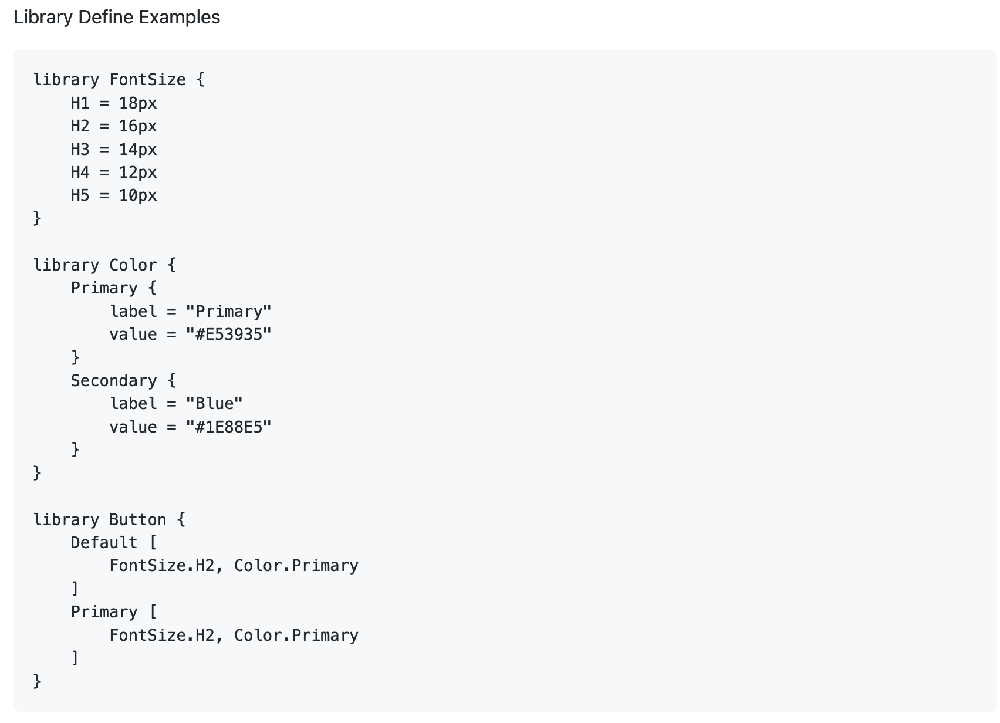 Library Define Examples
library FontSize {
    H1 = 18px
    H2 = 16px
    H3 = 14px
    H4 = 12px
    H5 = 10px
}
library Color {
    Primary {
        label = "Primary"
        value = "#E53935"
    }
    Secondary {
        label = "Blue"
        value = "#1E88E5"
    }
}
library Button {
    Default [
        FontSize.H2, Color.Primary
    ]
    Primary [
        FontSize.H2, Color.Primary
    ]
}